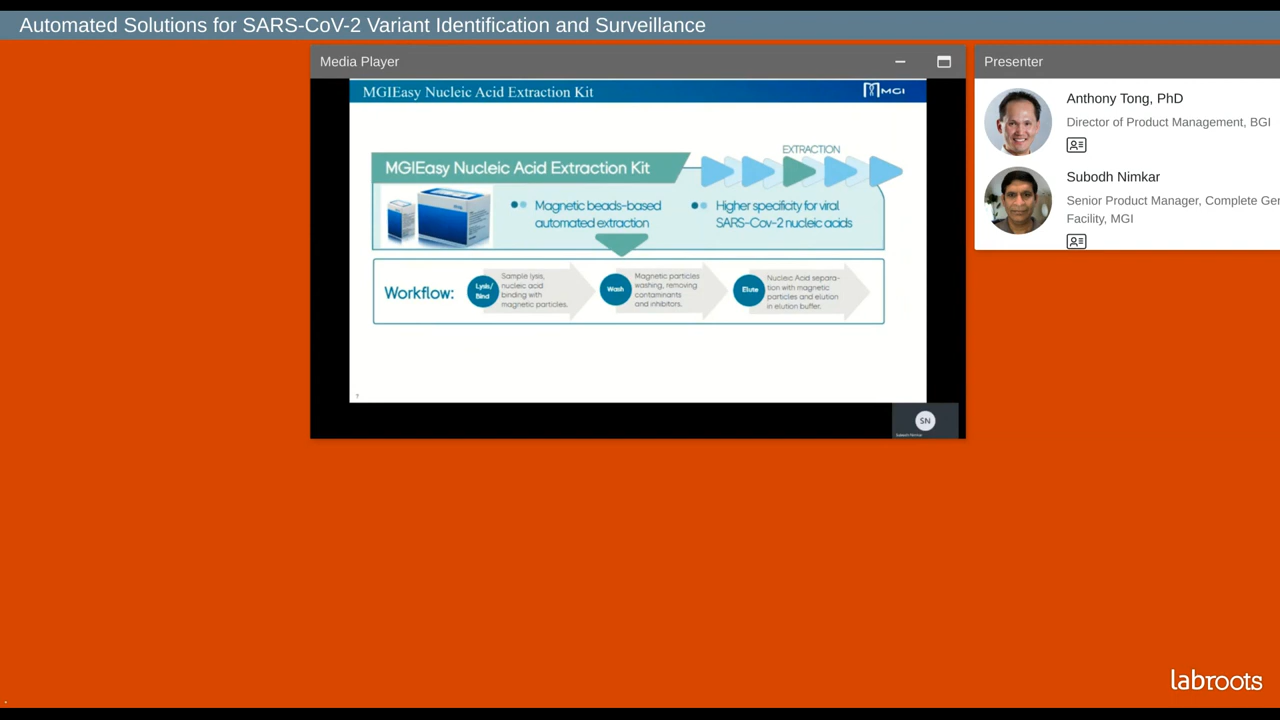 Automated Solutions for SARS-CoV-2 Variant Identification and Surveillance
Media Player
MGIEasy Nucleic Acid Extraction Kit
MGI
EXTRACTION
MGIEasy Nucleic Acid Extraction Kit
Magnetic beads-based
automated extraction
Higher specificity for viral
SARS-Cov-2 nucleic acids
Workflow:
Lysis/
Bind
Sample lysis,
nucleic acid
binding with
magnetic particles.
Wash
Magnetic particles
washing, removing
contaminants
and inhibitors.
Elute
Nucleic Acid separa-
tion with magnetic
particles and elution
in elution buffer.
7
SN
Subodh Nimkar
Presenter
Anthony Tong, PhD
Director of Product Management, BGI
Subodh Nimkar
Senior Product Manager, Complete Ge
Facility, MGI
labroots